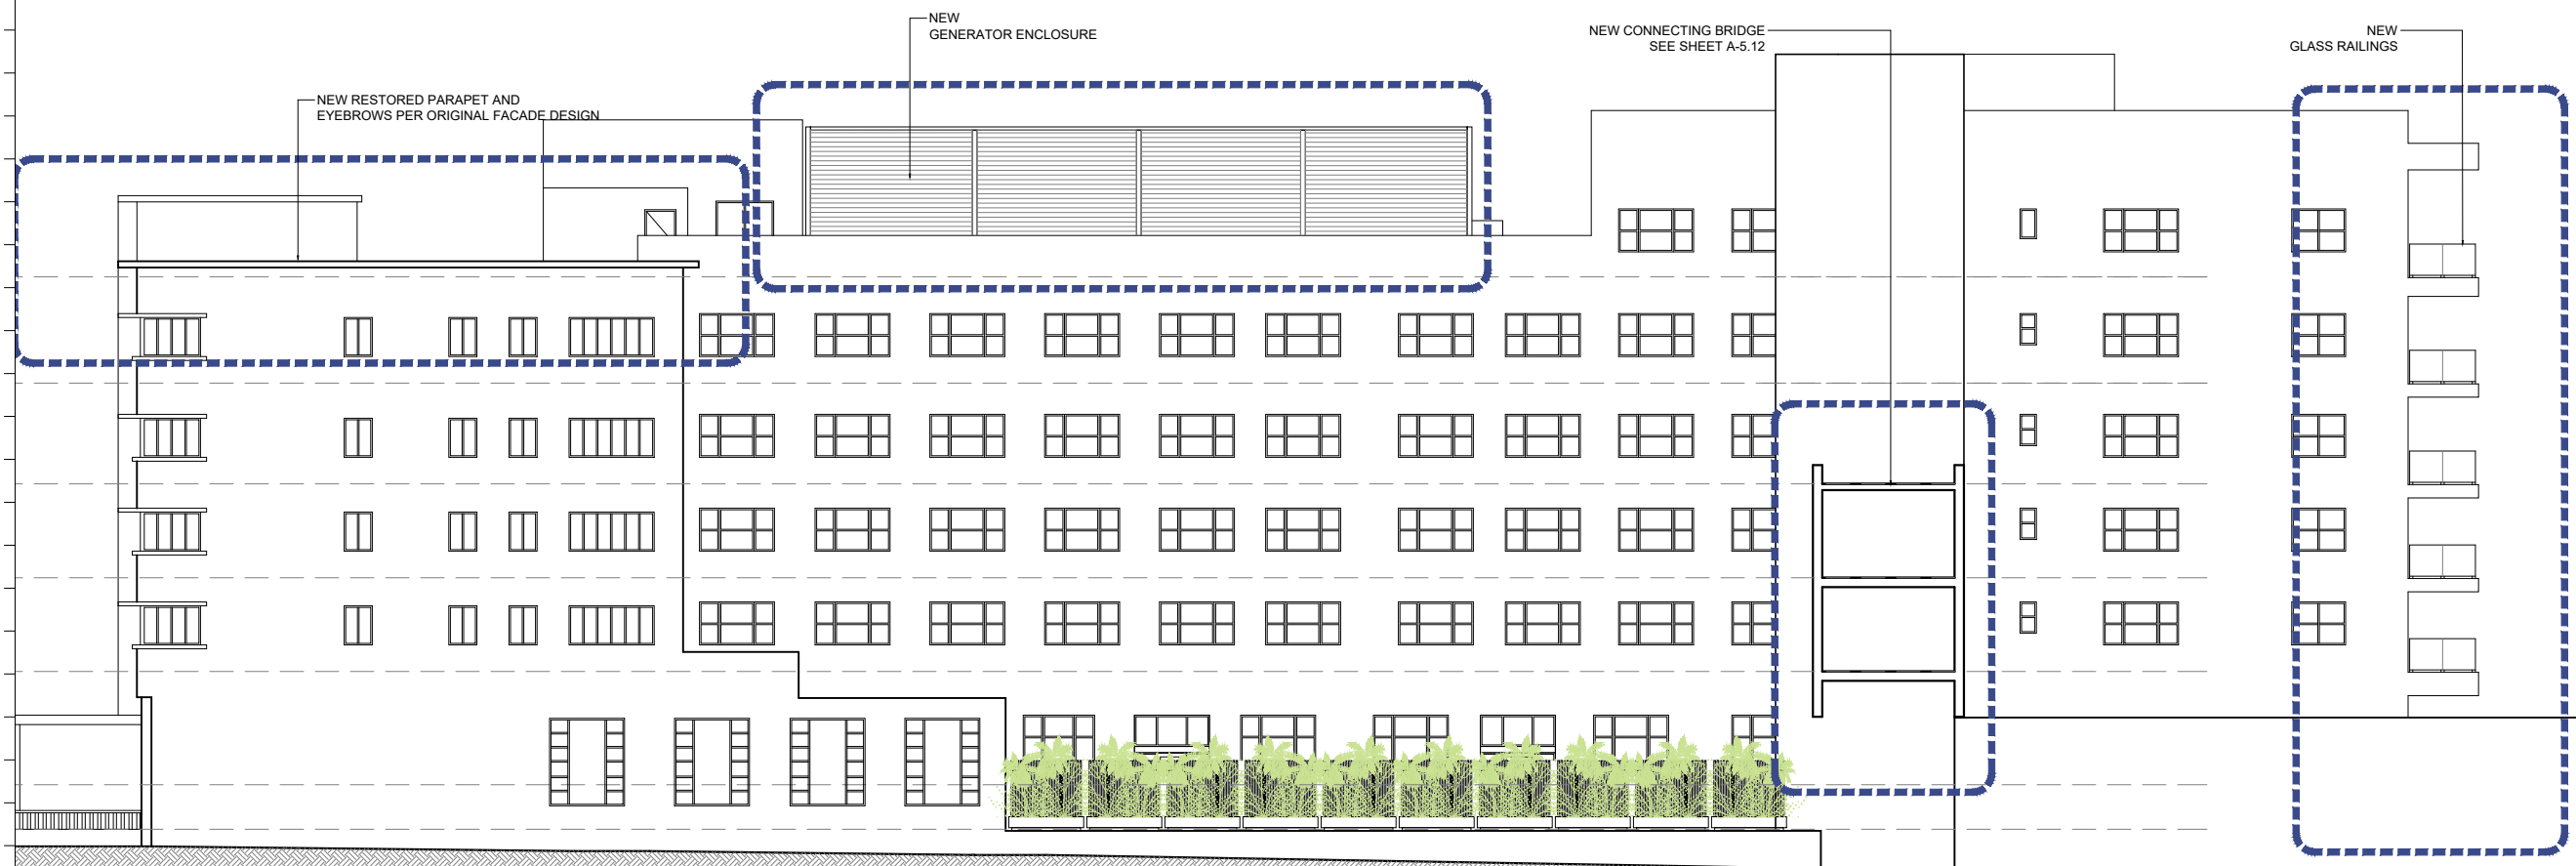 NEW
GENERATOR ENCLOSURE
NEW CONNECTING BRIDGE
SEE SHEET A-5.12
NEW
GLASS RAILINGS
NEW RESTORED PARAPET AND
EYEBROWS PER ORIGINAL FACADE DESIGN